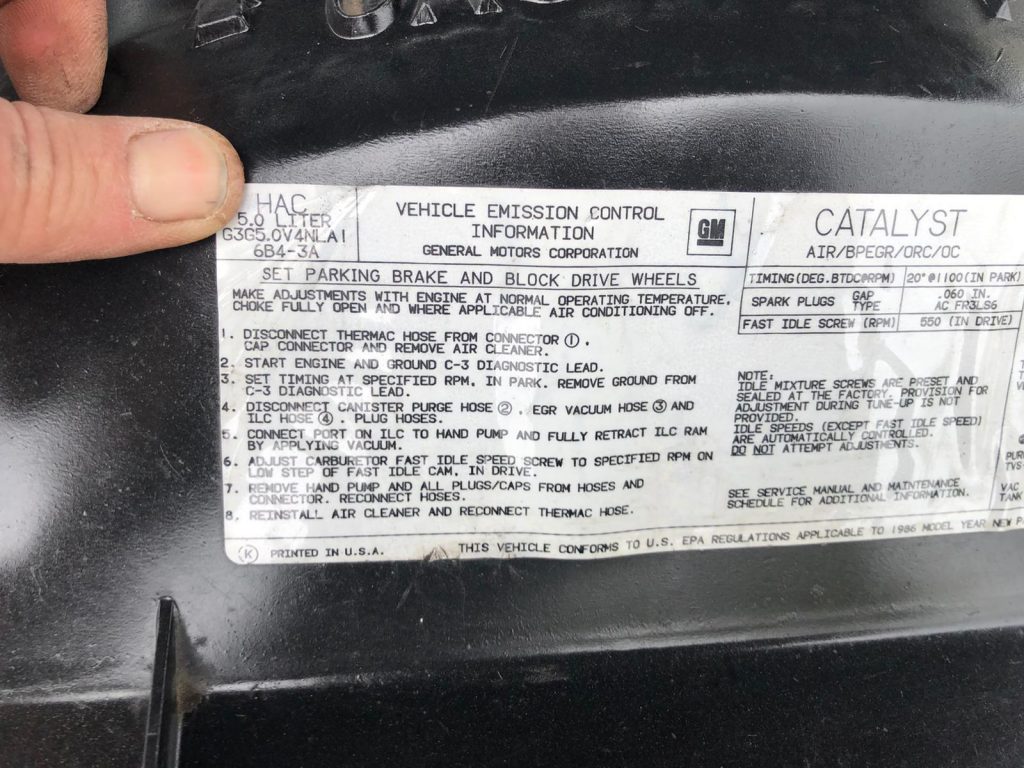 HAC
5.0 LITER
G3G5.0V4NLA1
6B4-3A
VEHICLE EMISSION CONTROL
INFORMATION
GENERAL MOTORS CORPORATION
GM
CATALYST
AIR/BPEGR/ORC/OC
SET PARKING BRAKE AND BLOCK DRIVE WHEELS
MAKE ADJUSTMENTS WITH ENGINE AT NORMAL OPERATING TEMPERATURE,
CHOKE FULLY OPEN AND WHERE APPLICABLE AIR CONDITIONING OFF.
1. DISCONNECT THERMAC HOSE FROM CONNECTOR ①.
CAP CONNECTOR AND REMOVE AIR CLEANER.
2. START ENGINE AND GROUND C-3 DIAGNOSTIC LEAD.
3. SET TIMING AT SPECIFIED RPM, IN PARK. REMOVE GROUND FROM
C-3 DIAGNOSTIC LEAD.
4. DISCONNECT CANISTER PURGE HOSE ②, EGR VACUUM HOSE ③ AND
ILC HOSE ④. PLUG HOSES.
5. CONNECT PORT ON ILC TO HAND PUMP AND FULLY RETRACT ILC RAM
BY APPLYING VACUUM.
6. ADJUST CARBURETOR FAST IDLE SPEED SCREW TO SPECIFIED RPM ON
LOW STEP OF FAST IDLE CAM, IN DRIVE.
7. REMOVE HAND PUMP AND ALL PLUGS/CAPS FROM HOSES AND
CONNECTOR. RECONNECT HOSES.
8. REINSTALL AIR CLEANER AND RECONNECT THERMAC HOSE.
TIMING(DEG.BTDC@RPM) 20°@1100(IN PARK)
SPARK PLUGS GAP .060 IN.
TYPE AC FR3LS6
FAST IDLE SCREW (RPM) 550 (IN DRIVE)
NOTE:
IDLE MIXTURE SCREWS ARE PRESET AND
SEALED AT THE FACTORY. PROVISION FOR
ADJUSTMENT DURING TUNE-UP IS NOT
PROVIDED.
IDLE SPEEDS (EXCEPT FAST IDLE SPEED)
ARE AUTOMATICALLY CONTROLLED.
DO NOT ATTEMPT ADJUSTMENTS.
SEE SERVICE MANUAL AND MAINTENANCE
SCHEDULE FOR ADDITIONAL INFORMATION.
VAC
TANK
K PRINTED IN U.S.A.
THIS VEHICLE CONFORMS TO U.S. EPA REGULATIONS APPLICABLE TO 1986 MODEL YEAR NEW